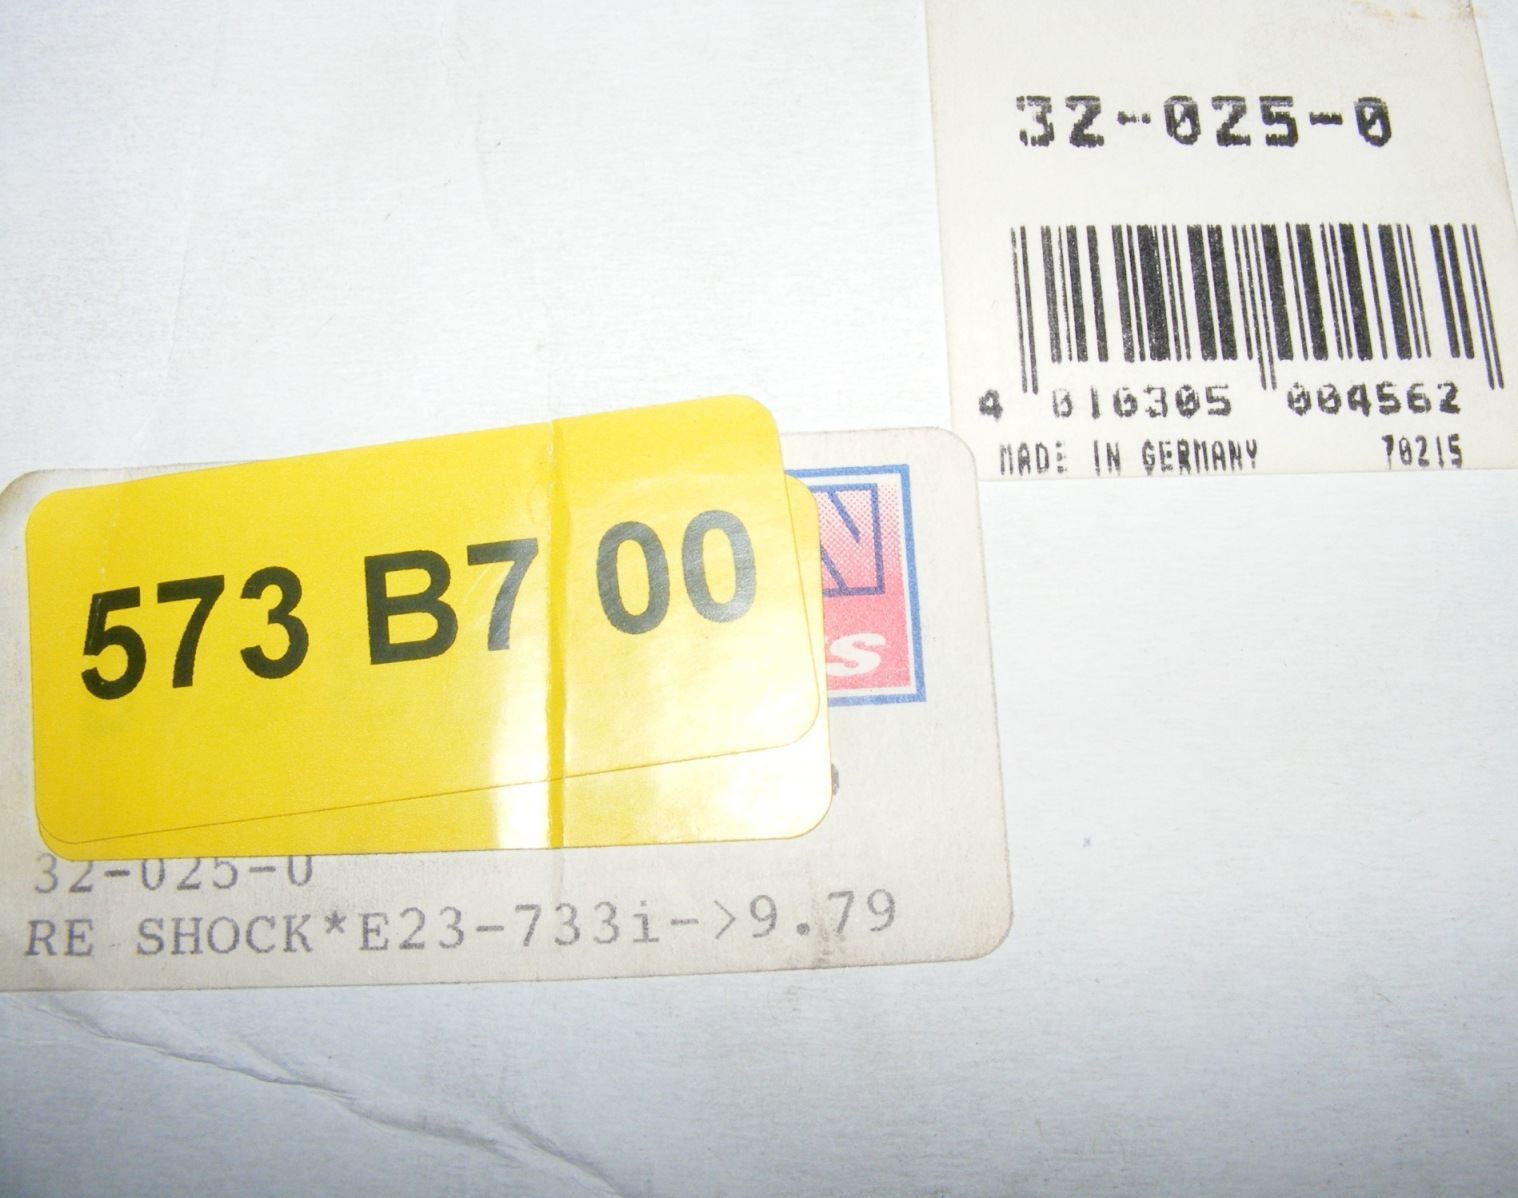 32-025-0
4 010305 004562
MADE IN GERMANY 70215
573 B7 00
32-025-0
RE SHOCK*E23-733i->9.79